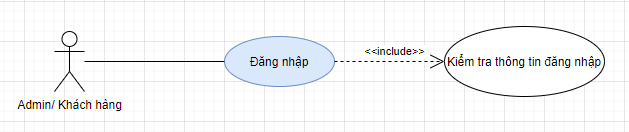 <<include>>
Đăng nhập
Kiểm tra thông tin đăng nhập
Admin/ Khách hàng